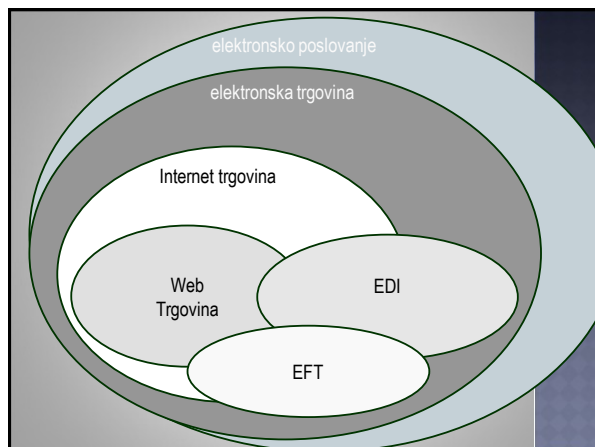 elektronsko poslovanje
elektronska trgovina
Internet trgovina
Web
Trgovina
EDI
EFT